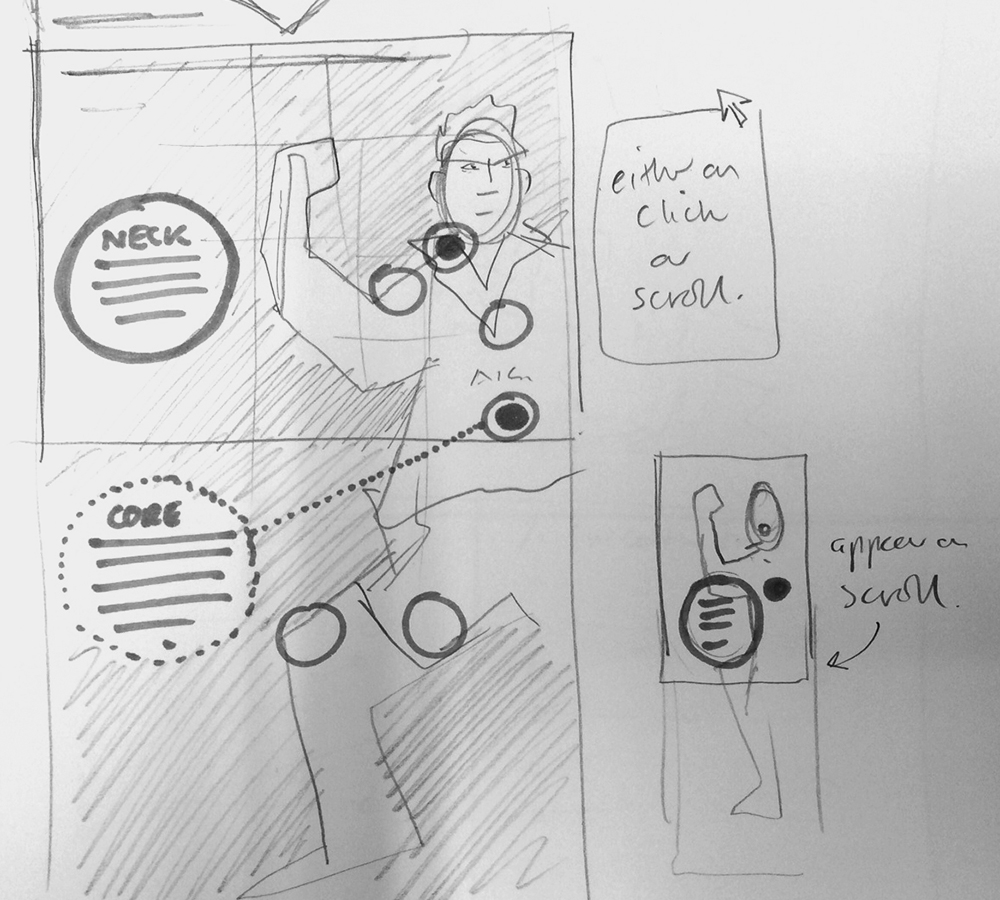 NECK
either on
click
or
scroll.
CORE
appear on
scroll.